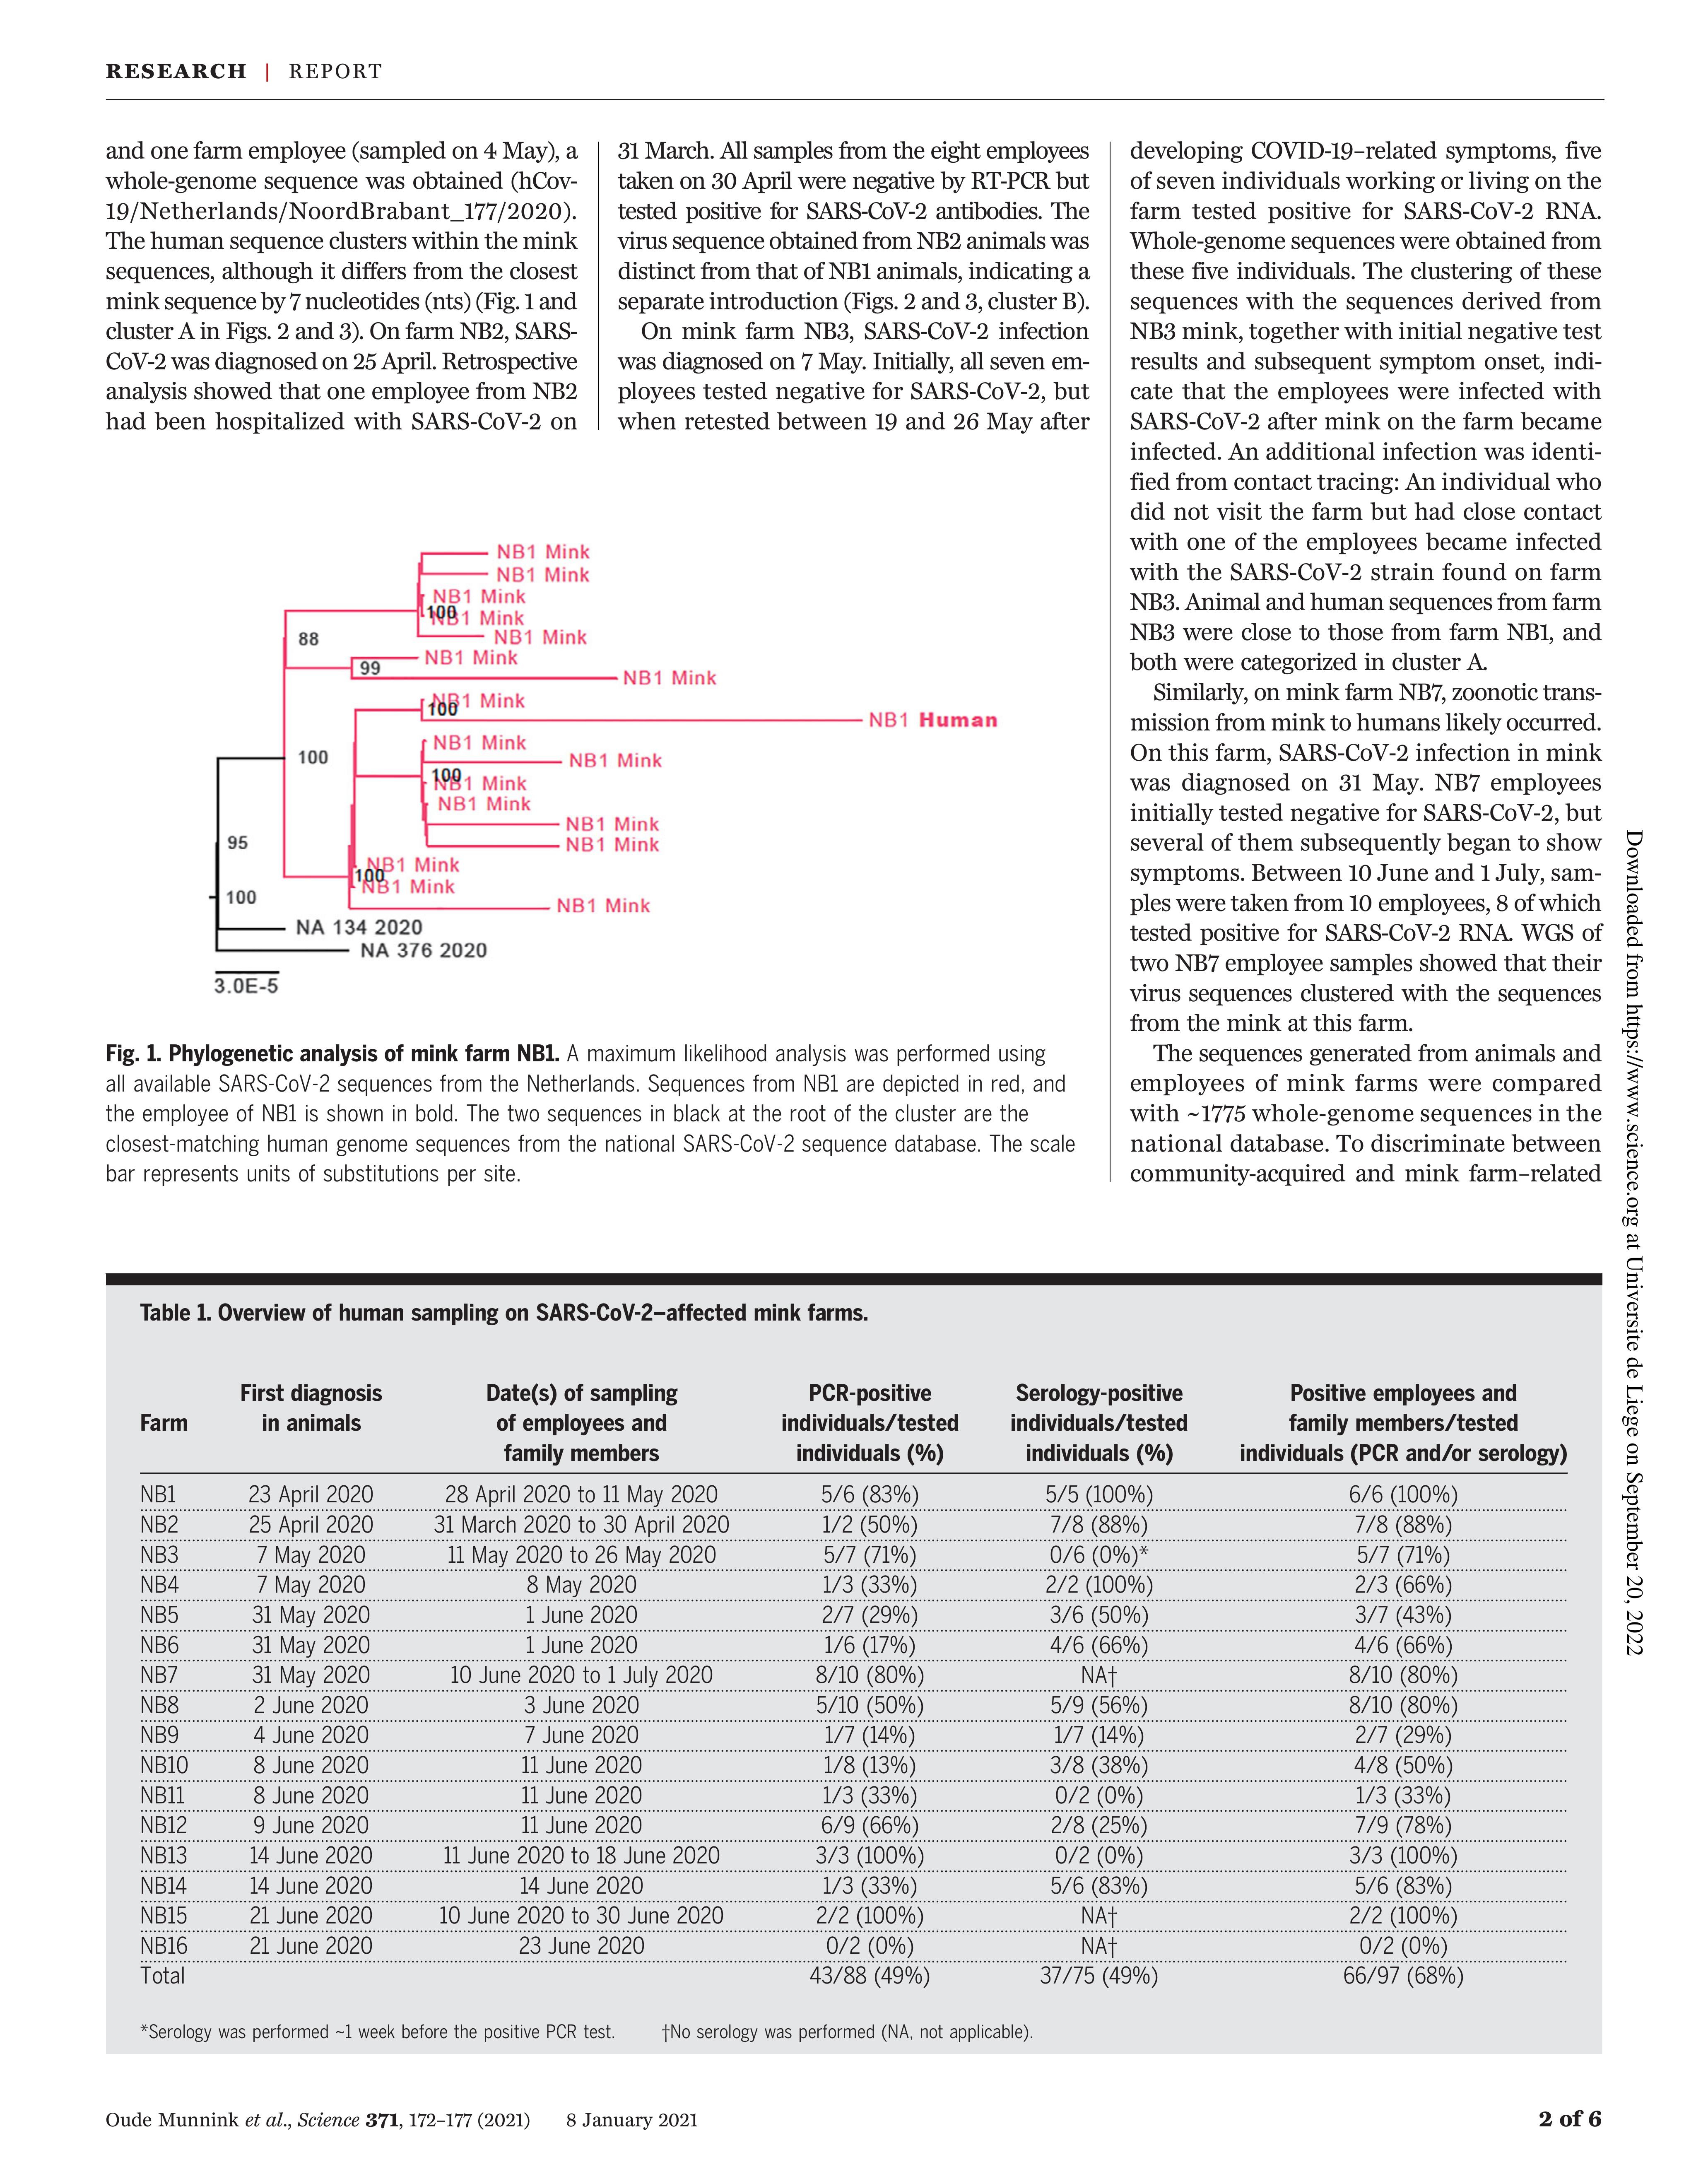 RESEARCH | REPORT
and one farm employee (sampled on 4 May), a
whole-genome sequence was obtained (hCov-
19/Netherlands/NoordBrabant_177/2020).
The human sequence clusters within the mink
sequences, although it differs from the closest
mink sequence by 7 nucleotides (nts) (Fig. 1 and
cluster A in Figs. 2 and 3). On farm NB2, SARS-
CoV-2 was diagnosed on 25 April. Retrospective
analysis showed that one employee from NB2
had been hospitalized with SARS-CoV-2 on
31 March. All samples from the eight employees
taken on 30 April were negative by RT-PCR but
tested positive for SARS-CoV-2 antibodies. The
virus sequence obtained from NB2 animals was
distinct from that of NB1 animals, indicating a
separate introduction (Figs. 2 and 3, cluster B).
On mink farm NB3, SARS-CoV-2 infection
was diagnosed on 7 May. Initially, all seven em-
ployees tested negative for SARS-CoV-2, but
when retested between 19 and 26 May after
developing COVID-19–related symptoms, five
of seven individuals working or living on the
farm tested positive for SARS-CoV-2 RNA.
Whole-genome sequences were obtained from
these five individuals. The clustering of these
sequences with the sequences derived from
NB3 mink, together with initial negative test
results and subsequent symptom onset, indi-
cate that the employees were infected with
SARS-CoV-2 after mink on the farm became
infected. An additional infection was identi-
fied from contact tracing: An individual who
did not visit the farm but had close contact
with one of the employees became infected
with the SARS-CoV-2 strain found on farm
NB3. Animal and human sequences from farm
NB3 were close to those from farm NB1, and
both were categorized in cluster A.
Similarly, on mink farm NB7, zoonotic trans-
mission from mink to humans likely occurred.
On this farm, SARS-CoV-2 infection in mink
was diagnosed on 31 May. NB7 employees
initially tested negative for SARS-CoV-2, but
several of them subsequently began to show
symptoms. Between 10 June and 1 July, sam-
ples were taken from 10 employees, 8 of which
tested positive for SARS-CoV-2 RNA. WGS of
two NB7 employee samples showed that their
virus sequences clustered with the sequences
from the mink at this farm.
The sequences generated from animals and
employees of mink farms were compared
with ~1775 whole-genome sequences in the
national database. To discriminate between
community-acquired and mink farm–related
NB1 Mink
NB1 Mink
NB1 Mink
100
NB1 Mink
NB1 Mink
88
NB1 Mink
99
NB1 Mink
NB1 Mink
100
NB1 Human
NB1 Mink
100
NB1 Mink
100
NB1 Mink
NB1 Mink
NB1 Mink
95
NB1 Mink
NB1 Mink
100
NB1 Mink
100
NB1 Mink
NA 134 2020
NA 376 2020
3.0E-5
Fig. 1. Phylogenetic analysis of mink farm NB1. A maximum likelihood analysis was performed using
all available SARS-CoV-2 sequences from the Netherlands. Sequences from NB1 are depicted in red, and
the employee of NB1 is shown in bold. The two sequences in black at the root of the cluster are the
closest-matching human genome sequences from the national SARS-CoV-2 sequence database. The scale
bar represents units of substitutions per site.
Table 1. Overview of human sampling on SARS-CoV-2–affected mink farms.
Farm First diagnosis in animals Date(s) of sampling of employees and family members PCR-positive individuals/tested individuals (%) Serology-positive individuals/tested individuals (%) Positive employees and family members/tested individuals (PCR and/or serology)
NB1 23 April 2020 28 April 2020 to 11 May 2020 5/6 (83%) 5/5 (100%) 6/6 (100%)
NB2 25 April 2020 31 March 2020 to 30 April 2020 1/2 (50%) 7/8 (88%) 7/8 (88%)
NB3 7 May 2020 11 May 2020 to 26 May 2020 5/7 (71%) 0/6 (0%)* 5/7 (71%)
NB4 7 May 2020 8 May 2020 1/3 (33%) 2/2 (100%) 2/3 (66%)
NB5 31 May 2020 1 June 2020 2/7 (29%) 3/6 (50%) 3/7 (43%)
NB6 31 May 2020 1 June 2020 1/6 (17%) 4/6 (66%) 4/6 (66%)
NB7 31 May 2020 10 June 2020 to 1 July 2020 8/10 (80%) NA† 8/10 (80%)
NB8 2 June 2020 3 June 2020 5/10 (50%) 5/9 (56%) 8/10 (80%)
NB9 4 June 2020 7 June 2020 1/7 (14%) 1/7 (14%) 2/7 (29%)
NB10 8 June 2020 11 June 2020 1/8 (13%) 3/8 (38%) 4/8 (50%)
NB11 8 June 2020 11 June 2020 1/3 (33%) 0/2 (0%) 1/3 (33%)
NB12 9 June 2020 11 June 2020 6/9 (66%) 2/8 (25%) 7/9 (78%)
NB13 14 June 2020 11 June 2020 to 18 June 2020 3/3 (100%) 0/2 (0%) 3/3 (100%)
NB14 14 June 2020 14 June 2020 1/3 (33%) 5/6 (83%) 5/6 (83%)
NB15 21 June 2020 10 June 2020 to 30 June 2020 2/2 (100%) NA† 2/2 (100%)
NB16 21 June 2020 23 June 2020 0/2 (0%) NA† 0/2 (0%)
Total 43/88 (49%) 37/75 (49%) 66/97 (68%)
*Serology was performed ~1 week before the positive PCR test. †No serology was performed (NA, not applicable).
Oude Munnink et al., Science 371, 172–177 (2021) 8 January 2021
2 of 6
Downloaded from https://www.science.org at Universite de Liege on September 20, 2022